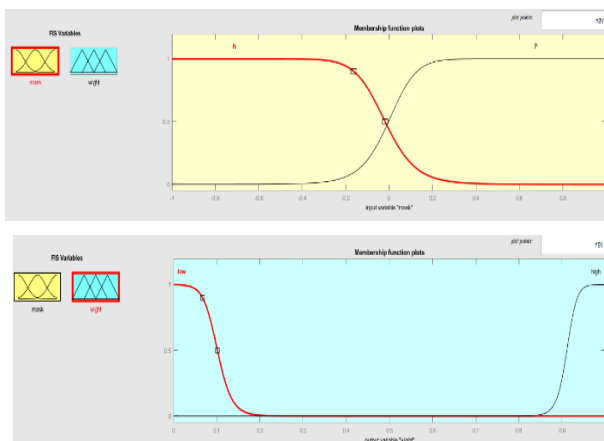 plot points:
181
FIS Variables
Membership function plots
N
P
1
0.5
0
mask
wight
-1
-0.8
-0.6
-0.4
-0.2
0
0.2
0.4
0.6
0.8
input variable "mask"
plot points:
181
FIS Variables
Membership function plots
low
high
1
0.5
0
mask
wight
0
0.1
0.2
0.3
0.4
0.5
0.6
0.7
0.8
0.9
output variable "wight"